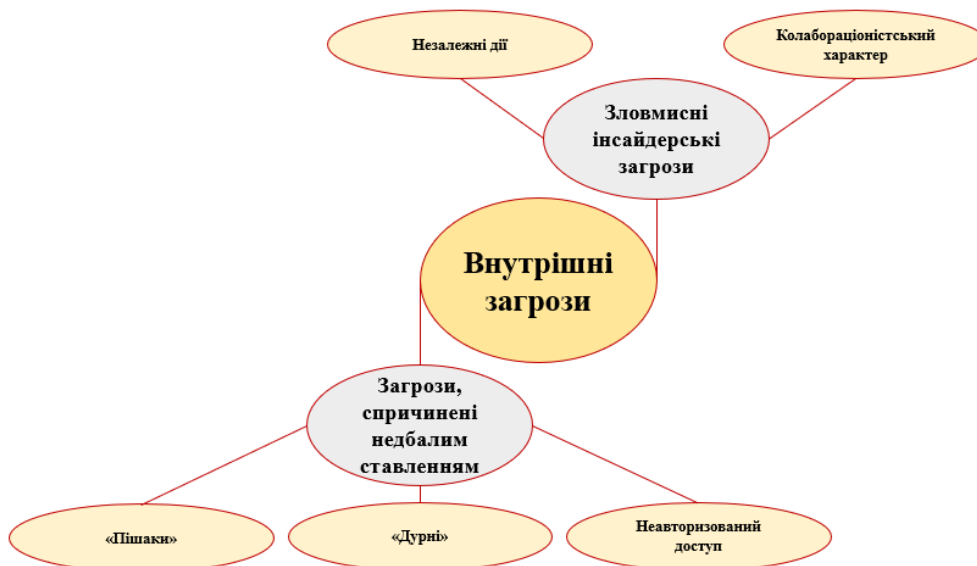 Незалежні дії
Колабораціоністський
характер
Зловмисні
інсайдерські
загрози
Внутрішні
загрози
Загрози,
спричинені
недбалим
ставленням
«Пішаки»
«Дурні»
Неавторизований
доступ